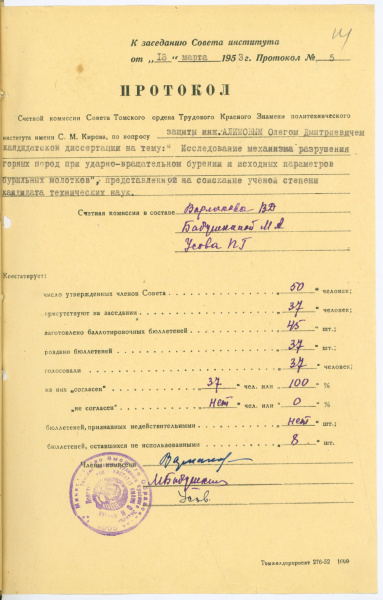 К заседанию Совета института
от „18" марта 1953 г. Протокол № 5
ПРОТОКОЛ
Счетной комиссии Совета Томского ордена Трудового Красного Знамени политехнического
института имени С. М. Кирова, по вопросу защиты инж. АЛИМОВЫМ Олегом Дмитриевичем
кандидатской диссертации на тему: "Исследование механизма разрушения
горных пород при ударно-вращательном бурении и исходных параметров
бурильных молотков", представленной на соискание ученой степени
кандидата технических наук.
Счетная комиссия в составе Варлакова В.
Бабушкиной М А
Усова П Г
Констатирует:
число утвержденных членов Совета 50 человек;
присутствуют на заседании 37 человек;
заготовлено баллотировочных бюллетеней 45 шт.;
роздано бюллетеней 37 шт.;
голосовали 37 человек;
из них „согласен" 37 чел. или 100 %
„не согласен" нет чел. или 0 %
бюллетеней, признанных недействительными нет шт.;
бюллетеней, оставшихся не использованными 8 шт.
Члены комиссии
МБабушкин
Усов
Томжелдориздат 276-52 1000